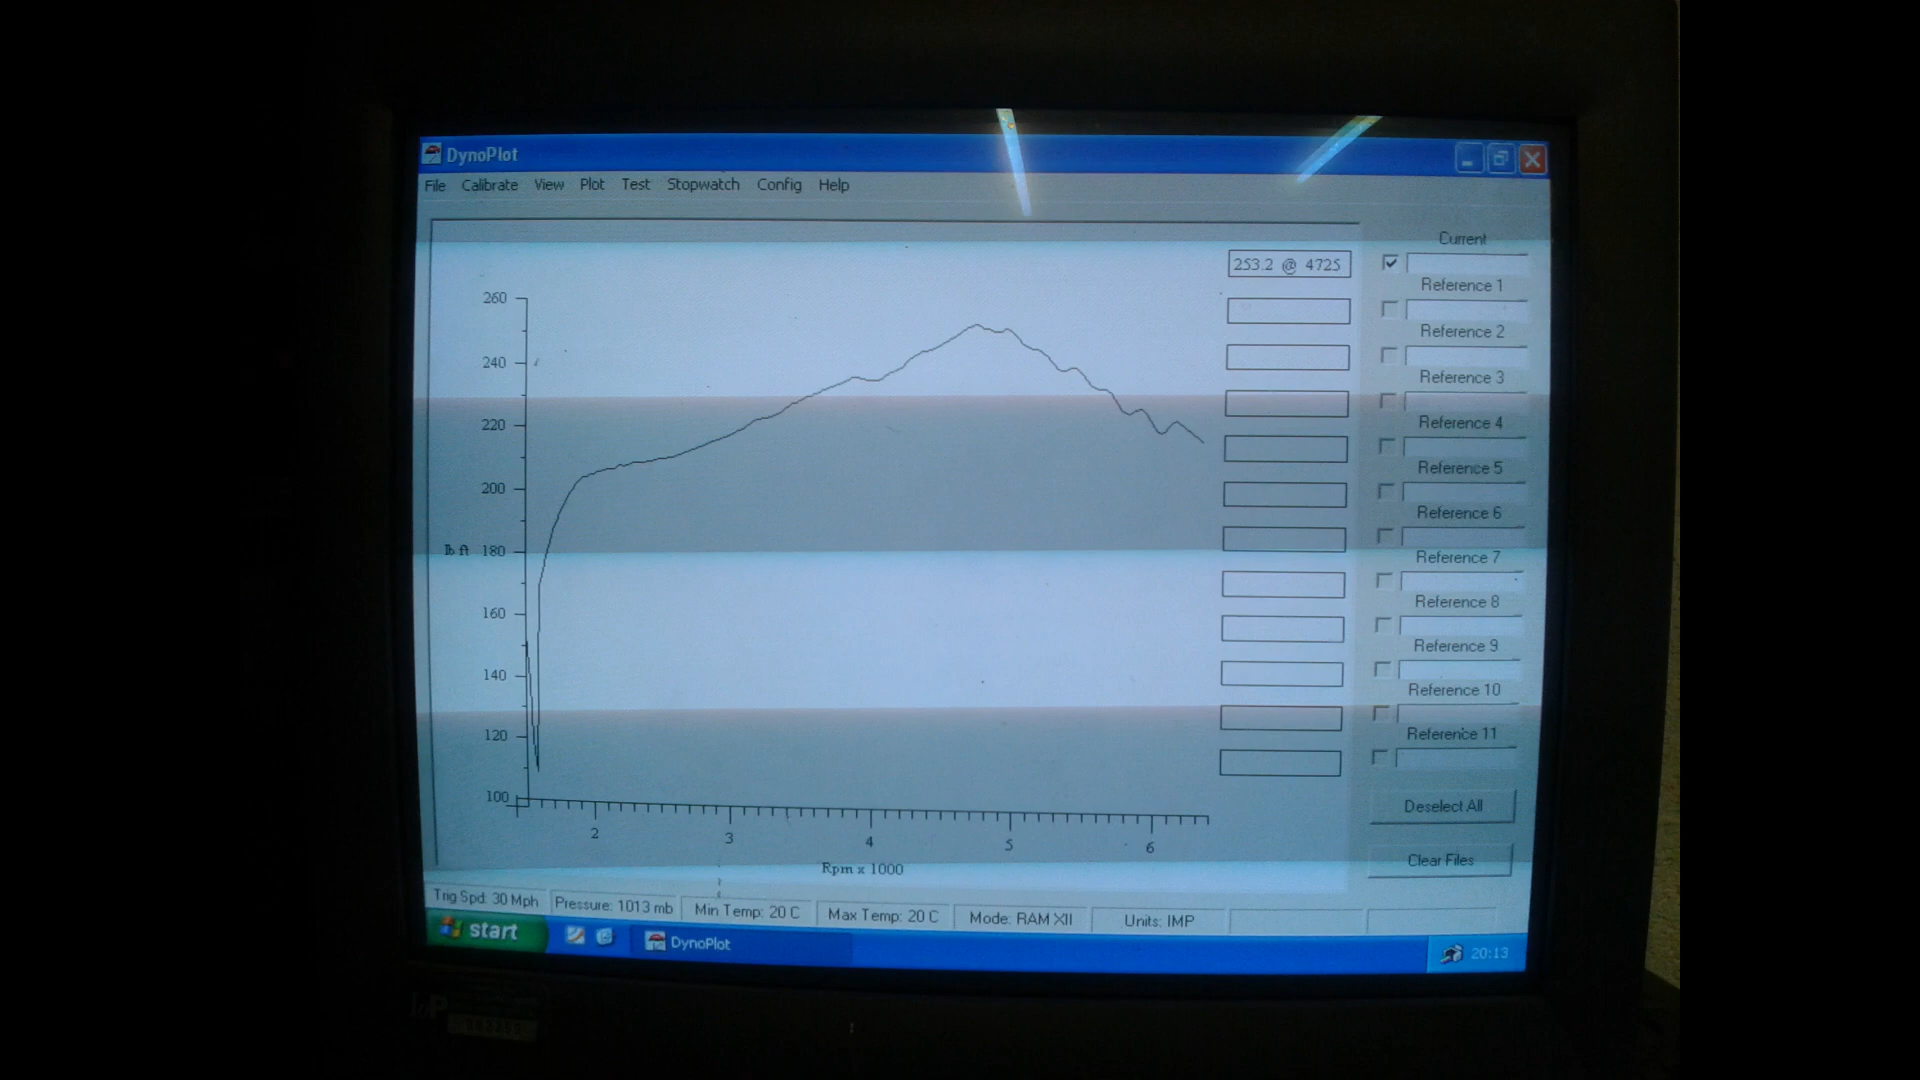 DynoPlot
File Calibrate View Plot Test Stopwatch Config Help
Current
253.2 @ 4725
Reference 1
Reference 2
Reference 3
Reference 4
Reference 5
Reference 6
Reference 7
Reference 8
Reference 9
Reference 10
Reference 11
260
240
220
200
lb ft 180
160
140
120
100
2 3 4 5 6
Rpm x 1000
Deselect All
Clear Files
Trig Spd: 30 Mph Pressure: 1013 mb Min Temp: 20 C Max Temp: 20 C Mode: RAM XII Units: IMP
start DynoPlot 20:13